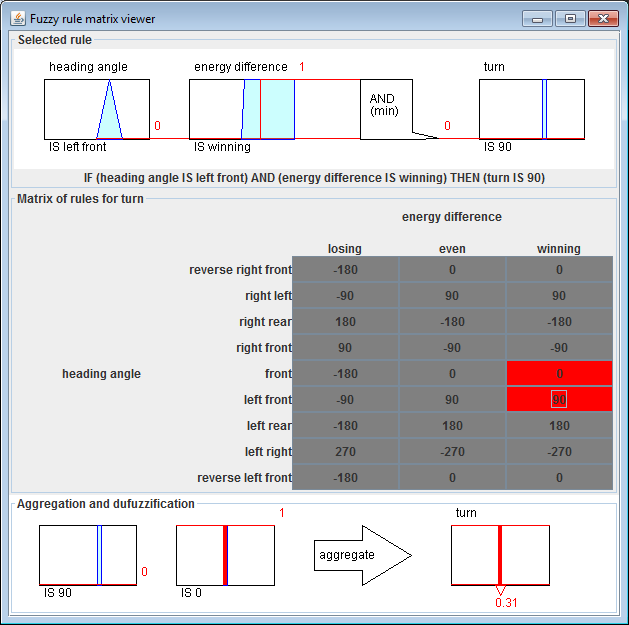 Fuzzy rule matrix viewer
Selected rule
heading angle energy difference 1 turn
AND
(min)
0 0
IS left front IS winning IS 90
IF (heading angle IS left front) AND (energy difference IS winning) THEN (turn IS 90)
Matrix of rules for turn
energy difference
losing even winning
reverse right front -180 0 0
right left -90 90 90
right rear 180 -180 -180
right front 90 -90 -90
heading angle front -180 0 0
left front -90 90 90
left rear -180 180 180
left right 270 -270 -270
reverse left front -180 0 0
Aggregation and dufuzzification
1 turn
aggregate
0
IS 90 IS 0
0.31